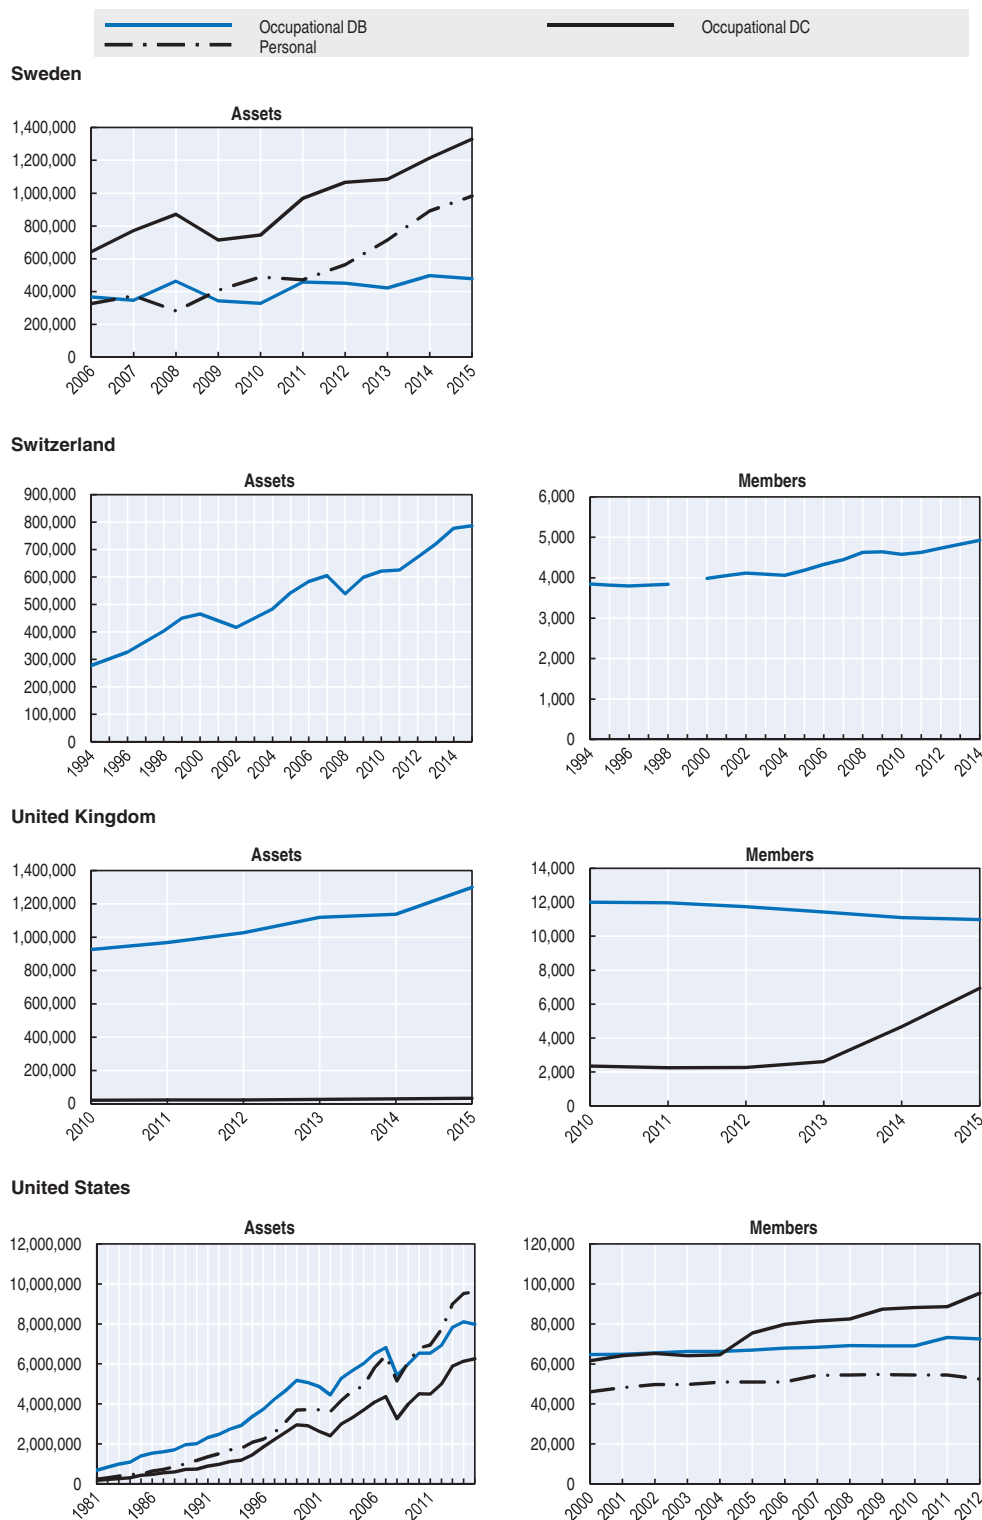 Occupational DB
Occupational DC
Personal
Sweden
Assets
1,400,000
1,200,000
1,000,000
800,000
600,000
400,000
200,000
0
2006 2007 2008 2009 2010 2011 2012 2013 2014 2015
Switzerland
Assets
900,000
800,000
700,000
600,000
500,000
400,000
300,000
200,000
100,000
0
1994 1996 1998 2000 2002 2004 2006 2008 2010 2012 2014
Members
6,000
5,000
4,000
3,000
2,000
1,000
0
1994 1996 1998 2000 2002 2004 2006 2008 2010 2012 2014
United Kingdom
Assets
1,400,000
1,200,000
1,000,000
800,000
600,000
400,000
200,000
0
2010 2011 2012 2013 2014 2015
Members
14,000
12,000
10,000
8,000
6,000
4,000
2,000
0
2010 2011 2012 2013 2014 2015
United States
Assets
12,000,000
10,000,000
8,000,000
6,000,000
4,000,000
2,000,000
0
1981 1986 1991 1996 2001 2006 2011
Members
120,000
100,000
80,000
60,000
40,000
20,000
0
2000 2001 2002 2003 2004 2005 2006 2007 2008 2009 2010 2011 2012